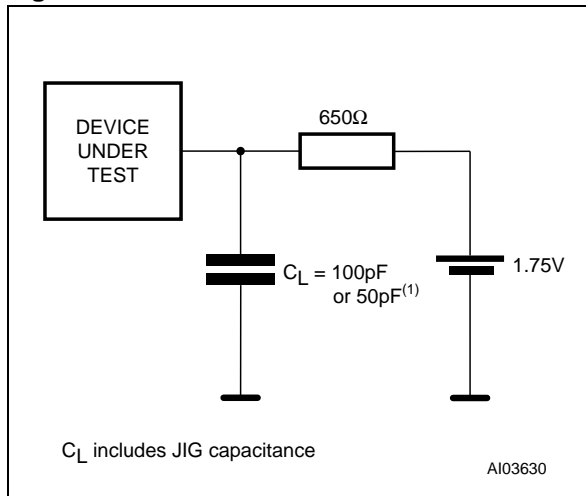 DEVICE
UNDER
TEST
650Ω
C_L = 100pF
or 50pF(1)
1.75V
C_L includes JIG capacitance
AI03630